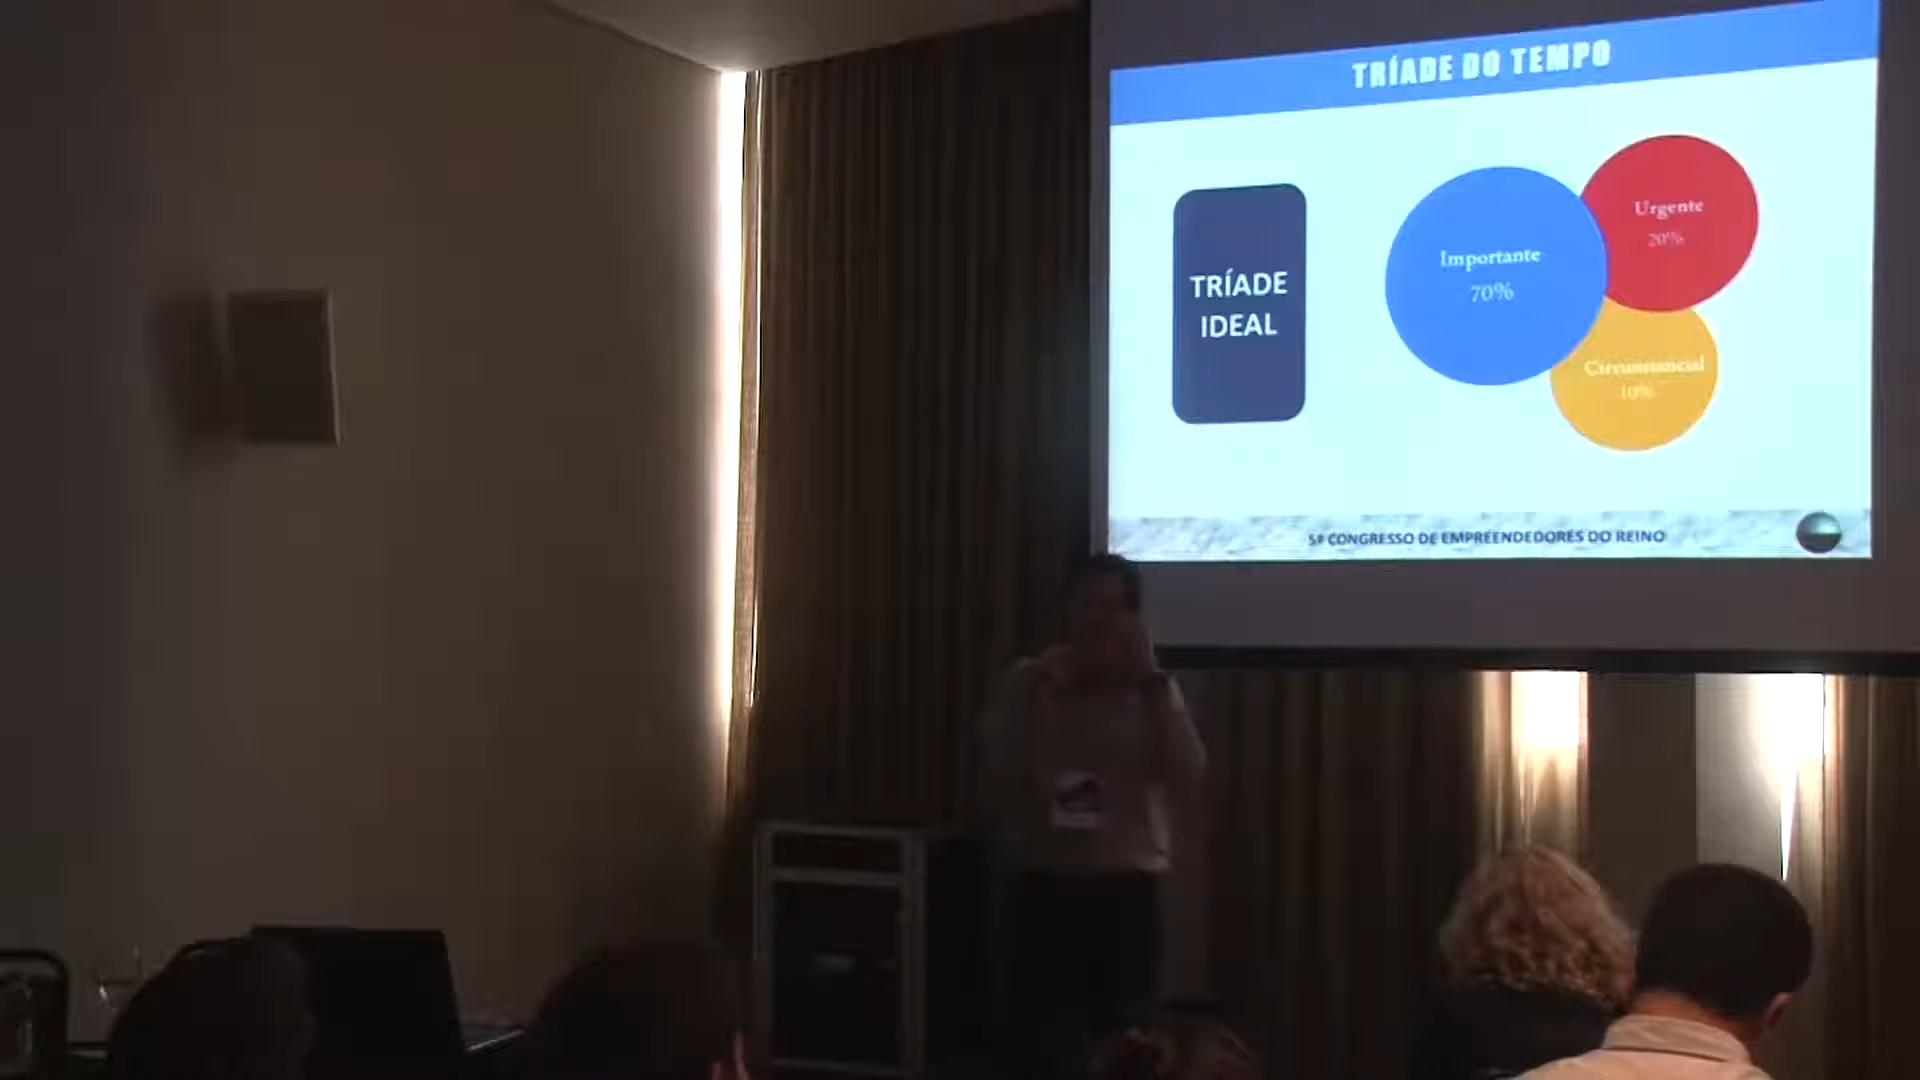 TRÍADE DO TEMPO
TRÍADE
IDEAL
Importante
70%
Urgente
20%
Circunstancial
10%
5º CONGRESSO DE EMPREENDEDORES DO REINO